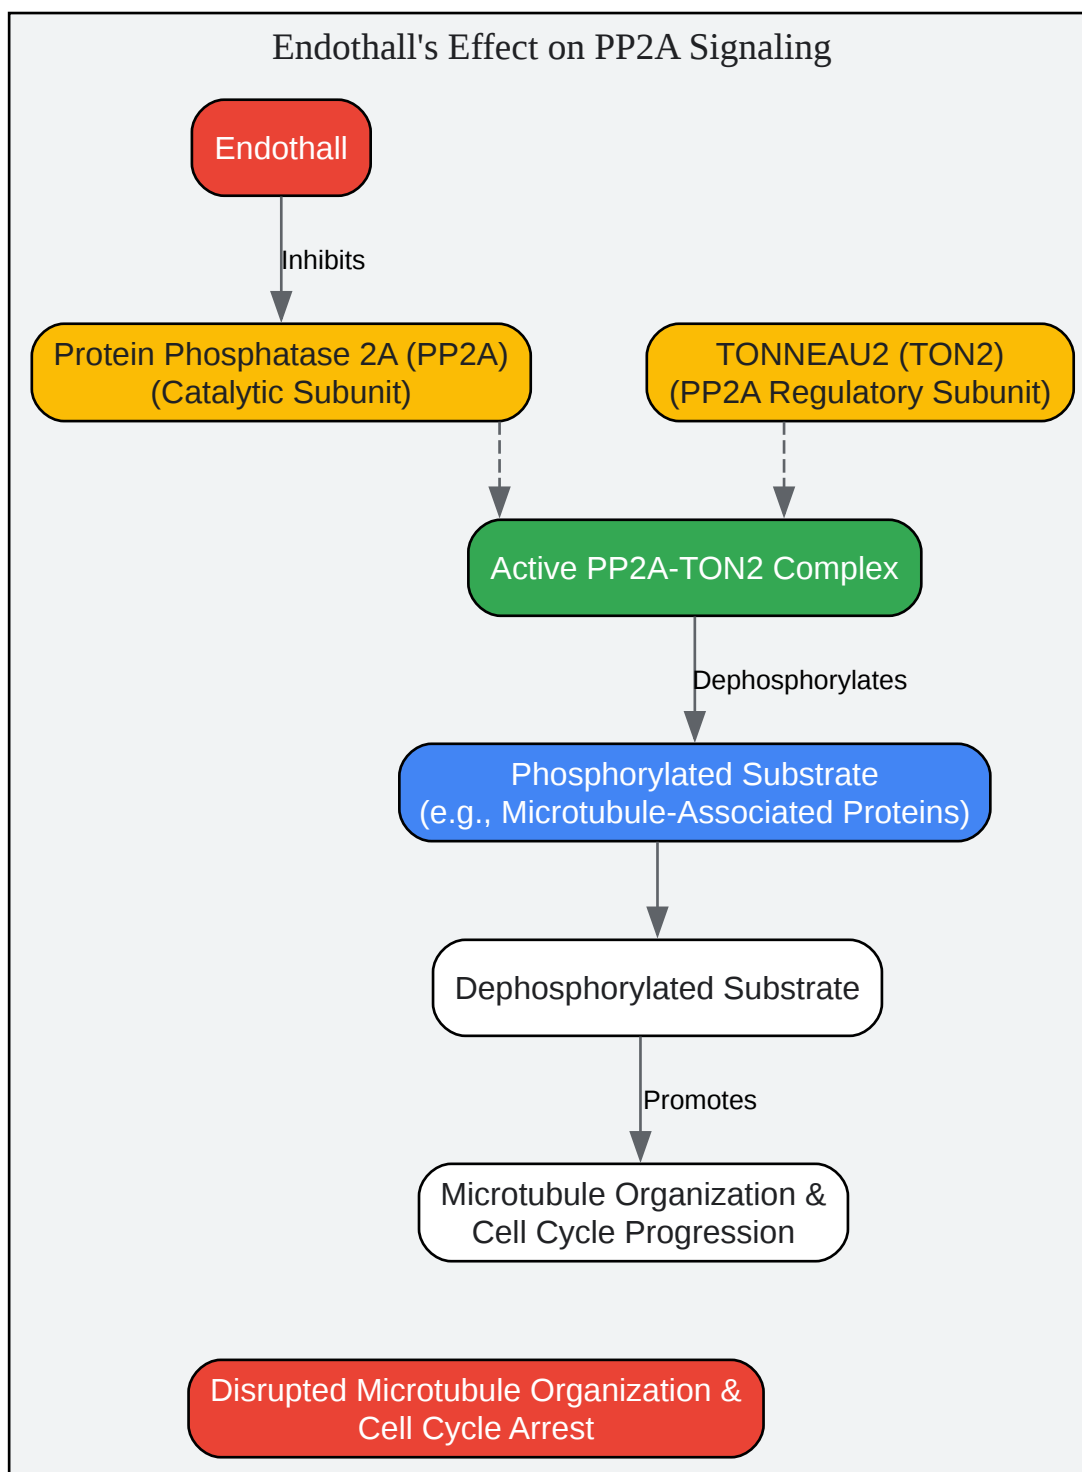 Endothall's Effect on PP2A Signaling
Endothall
Inhibits
Protein Phosphatase 2A (PP2A)
(Catalytic Subunit)
TONNEAU2 (TON2)
(PP2A Regulatory Subunit)
Active PP2A-TON2 Complex
Dephosphorylates
Phosphorylated Substrate
(e.g., Microtubule-Associated Proteins)
Dephosphorylated Substrate
Promotes
Microtubule Organization &
Cell Cycle Progression
Disrupted Microtubule Organization &
Cell Cycle Arrest